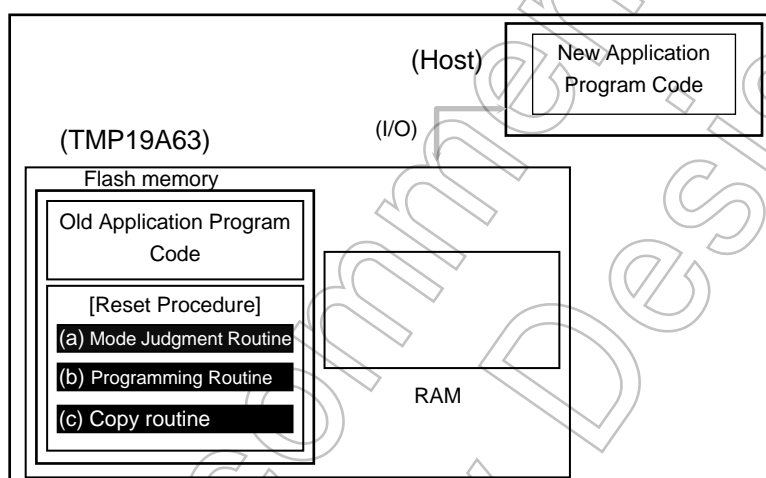 (Host)
New Application
Program Code
(I/O)
(TMP19A63)
Flash memory
Old Application Program
Code
[Reset Procedure]
(a) Mode Judgment Routine
(b) Programming Routine
(c) Copy routine
RAM